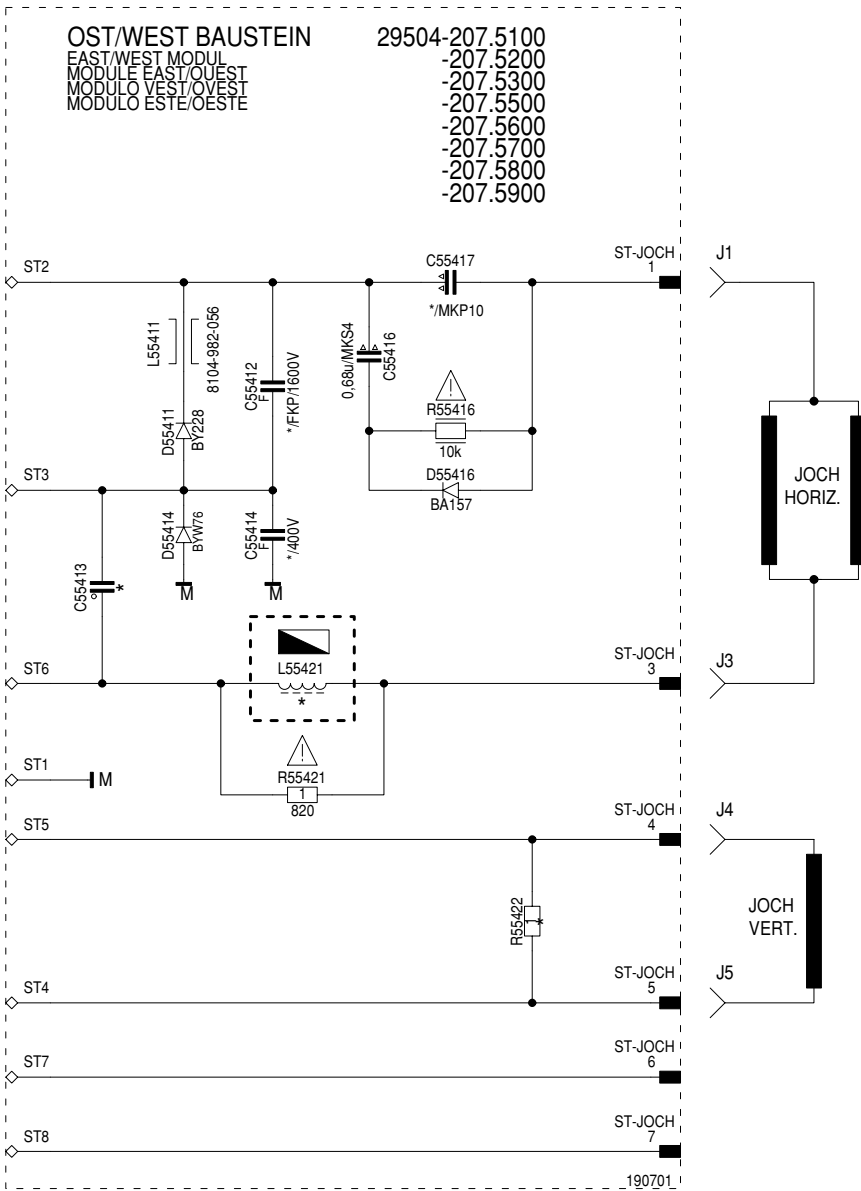 OST/WEST BAUSTEIN
EAST/WEST MODUL
MODULE EAST/OUEST
MODULO VEST/OVEST
MODULO ESTE/OESTE
29504-207.5100
-207.5200
-207.5300
-207.5500
-207.5600
-207.5700
-207.5800
-207.5900
ST2
C55417
*/MKP10
ST-JOCH
1
J1
L55411
8104-982-056
C55412
F
*/FKP/1600V
0,68u/MKS4
C55416
!
R55416
10k
D55411
BY228
D55416
BA157
JOCH
HORIZ.
ST3
D55414
BYW76
C55414
F
*/400V
C55413
*
M
M
ST6
L55421
*
ST-JOCH
3
J3
!
R55421
1
820
ST1
M
ST5
ST-JOCH
4
J4
R55422
1
*
JOCH
VERT.
ST4
ST-JOCH
5
J5
ST7
ST-JOCH
6
ST8
ST-JOCH
7
190701